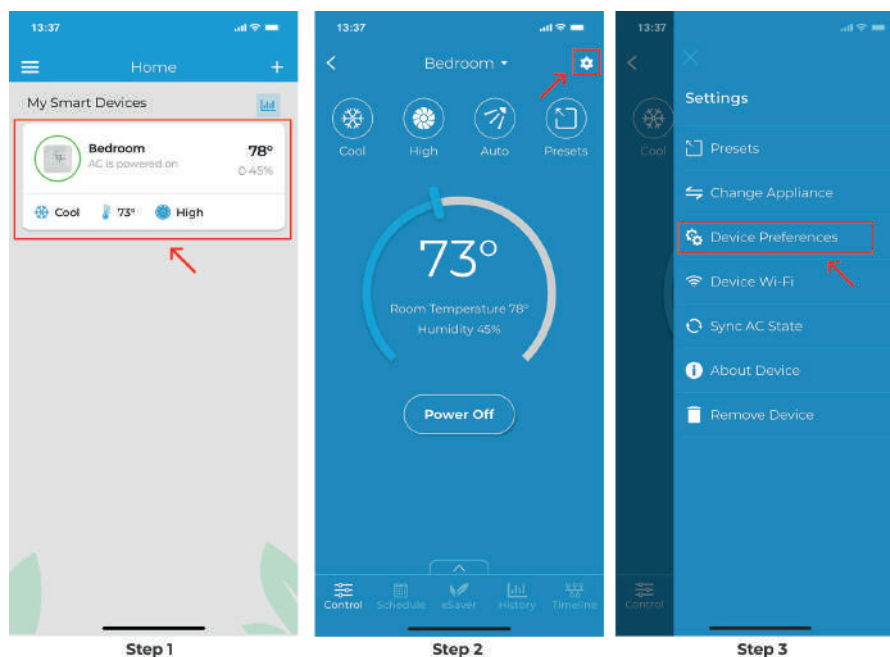 13:37
Home
My Smart Devices
Bedroom
AC is powered on
78°
45%
Cool
73°
High
Step 1
13:37
Bedroom
Cool
High
Auto
Presets
73°
Room Temperature 78°
Humidity 45%
Power Off
Control
Schedule
eSaver
History
Timeline
Step 2
13:37
Settings
Cool
Presets
Change Appliance
Device Preferences
Device Wi-Fi
Sync AC State
About Device
Remove Device
Control
Step 3